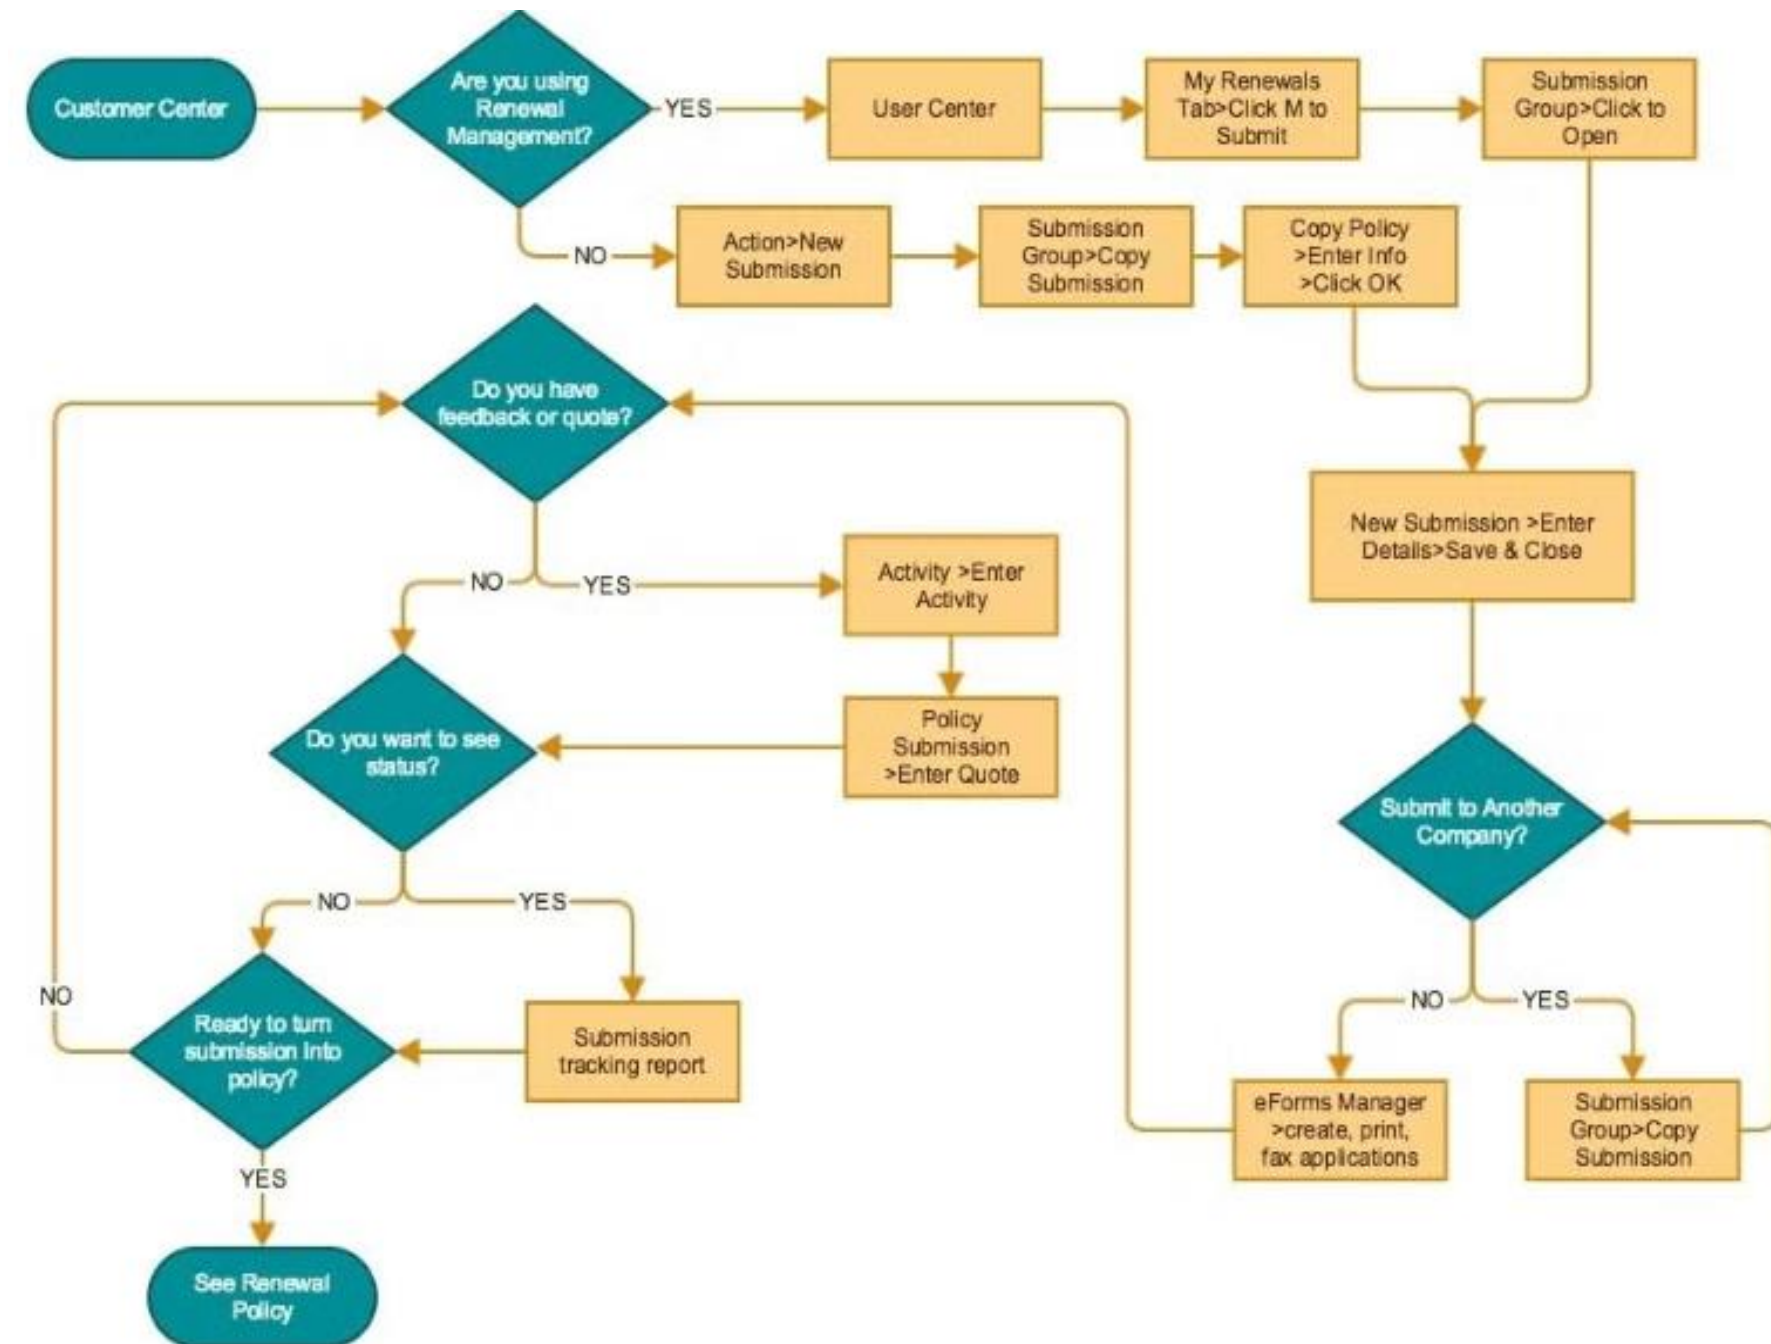 Customer Center
Are you using
Renewal
Management?
YES
User Center
My Renewals
Tab>Click M to
Submit
Submission
Group>Click to
Open
NO
Action>New
Submission
Submission
Group>Copy
Submission
Copy Policy
>Enter Info
>Click OK
Do you have
feedback or quote?
New Submission >Enter
Details>Save & Close
NO
YES
Activity >Enter
Activity
Policy
Submission
>Enter Quote
Do you want to see
status?
Submit to Another
Company?
NO
YES
NO
YES
NO
Ready to turn
submission into
policy?
Submission
tracking report
eForms Manager
>create, print,
fax applications
Submission
Group>Copy
Submission
YES
See Renewal
Policy